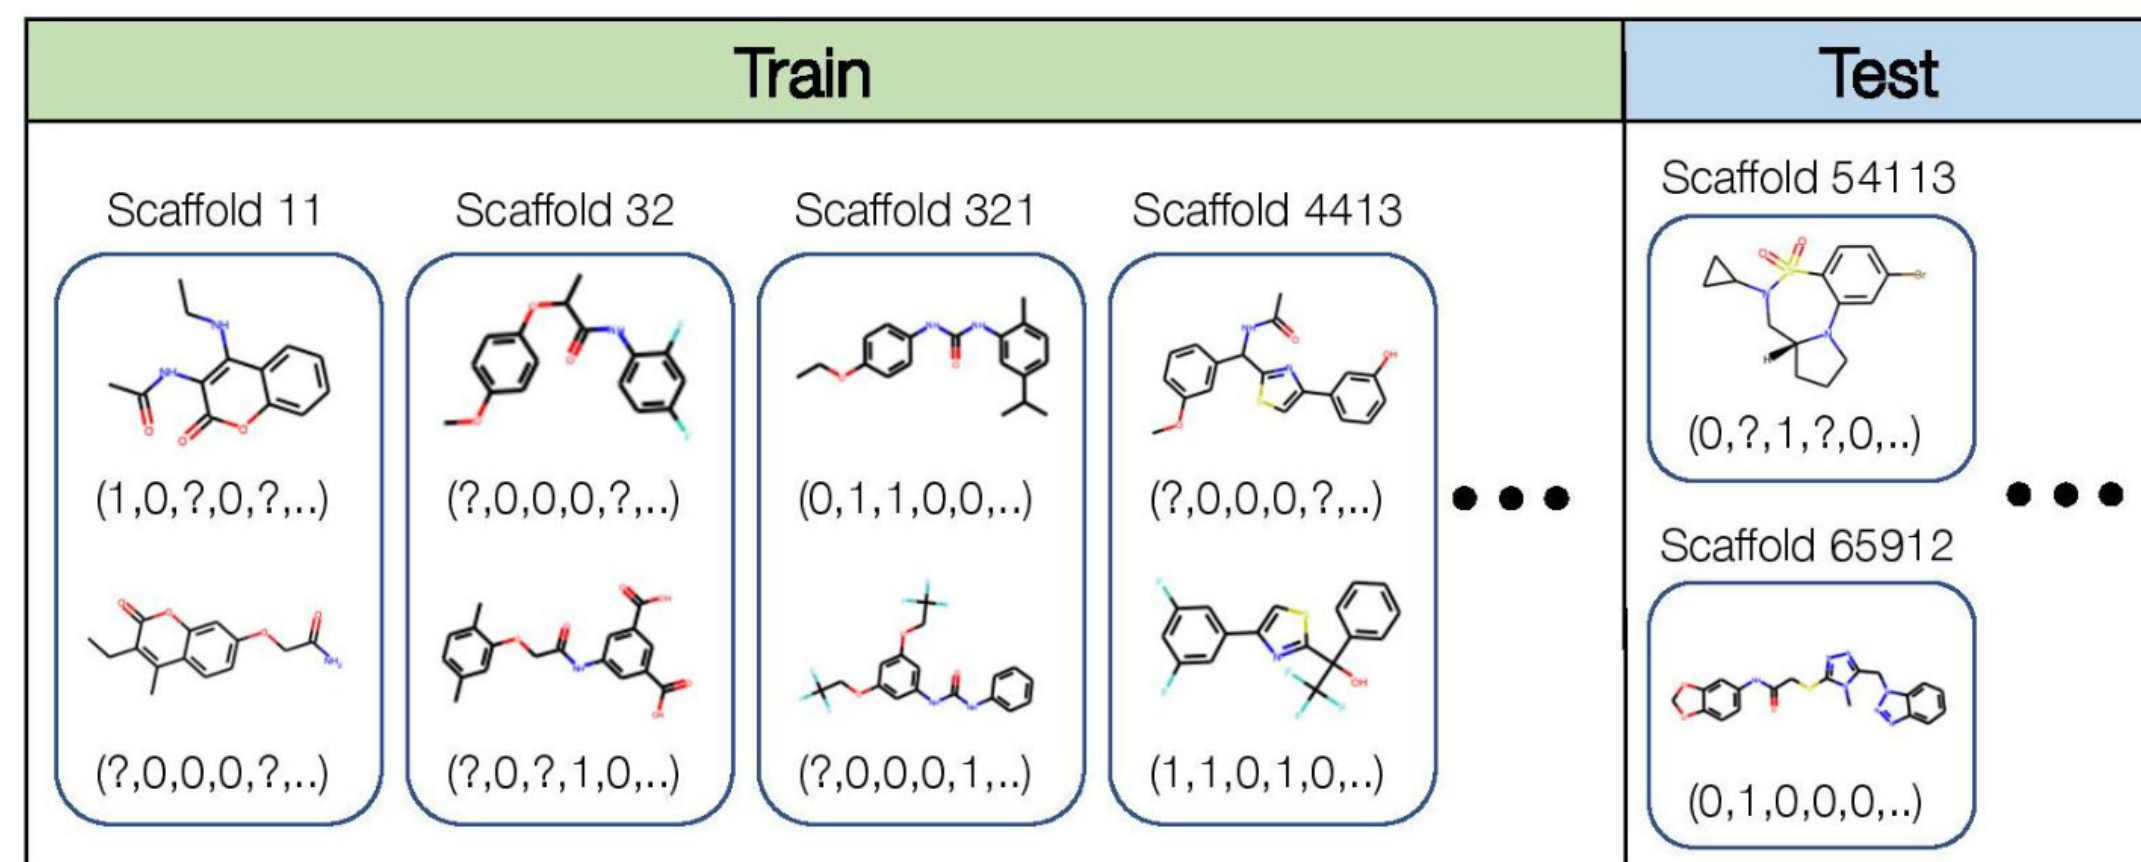 Train
Test
Scaffold 11
Scaffold 32
Scaffold 321
Scaffold 4413
Scaffold 54113
(1,0,?,0,?,..)
(?,0,0,0,?,..)
(0,1,1,0,0,..)
(?,0,0,0,?,..)
(0,?,1,?,0,..)
(?,0,0,0,?,..)
(?,0,?,1,0,..)
(?,0,0,0,1,..)
(1,1,0,1,0,..)
Scaffold 65912
(0,1,0,0,0,..)